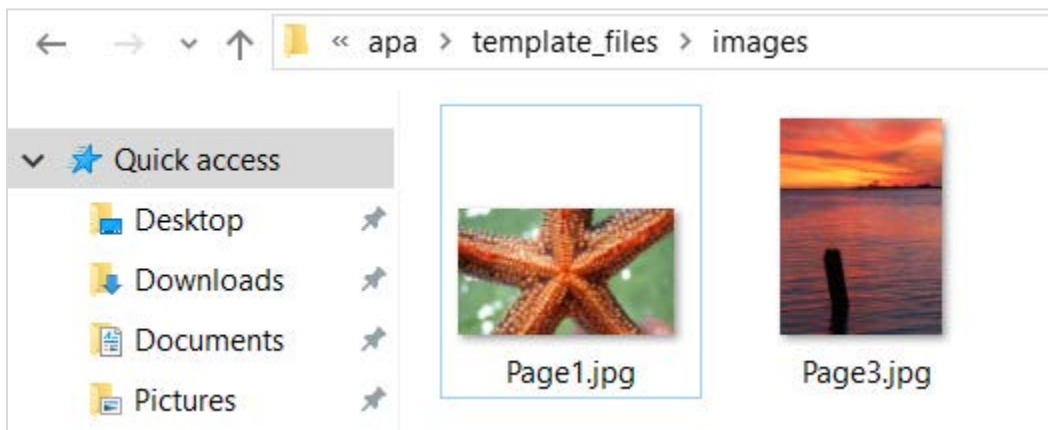 « apa > template_files > images
Quick access
Desktop
Downloads
Documents
Pictures
Page1.jpg
Page3.jpg